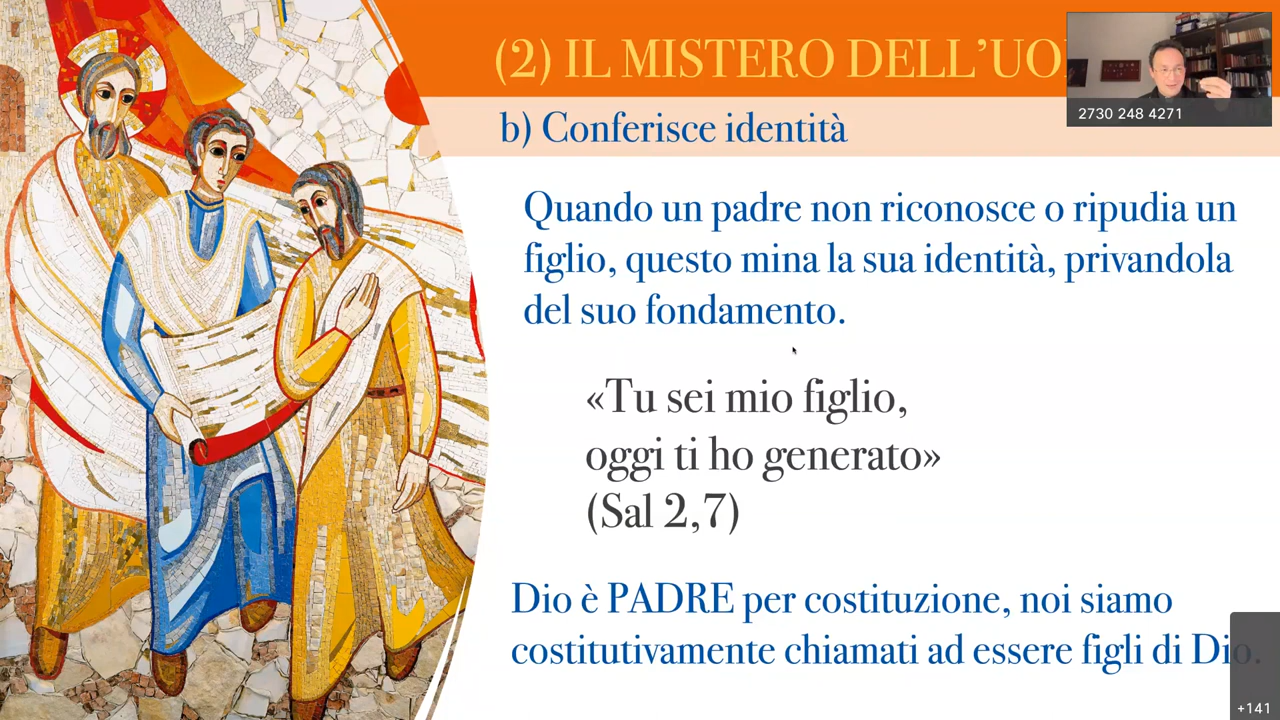 (2) IL MISTERO DELL’UO
2730 248 4271
b) Conferisce identità
Quando un padre non riconosce o ripudia un
figlio, questo mina la sua identità, privandola
del suo fondamento.
«Tu sei mio figlio,
oggi ti ho generato»
(Sal 2,7)
Dio è PADRE per costituzione, noi siamo
costitutivamente chiamati ad essere figli di Dio.
+141